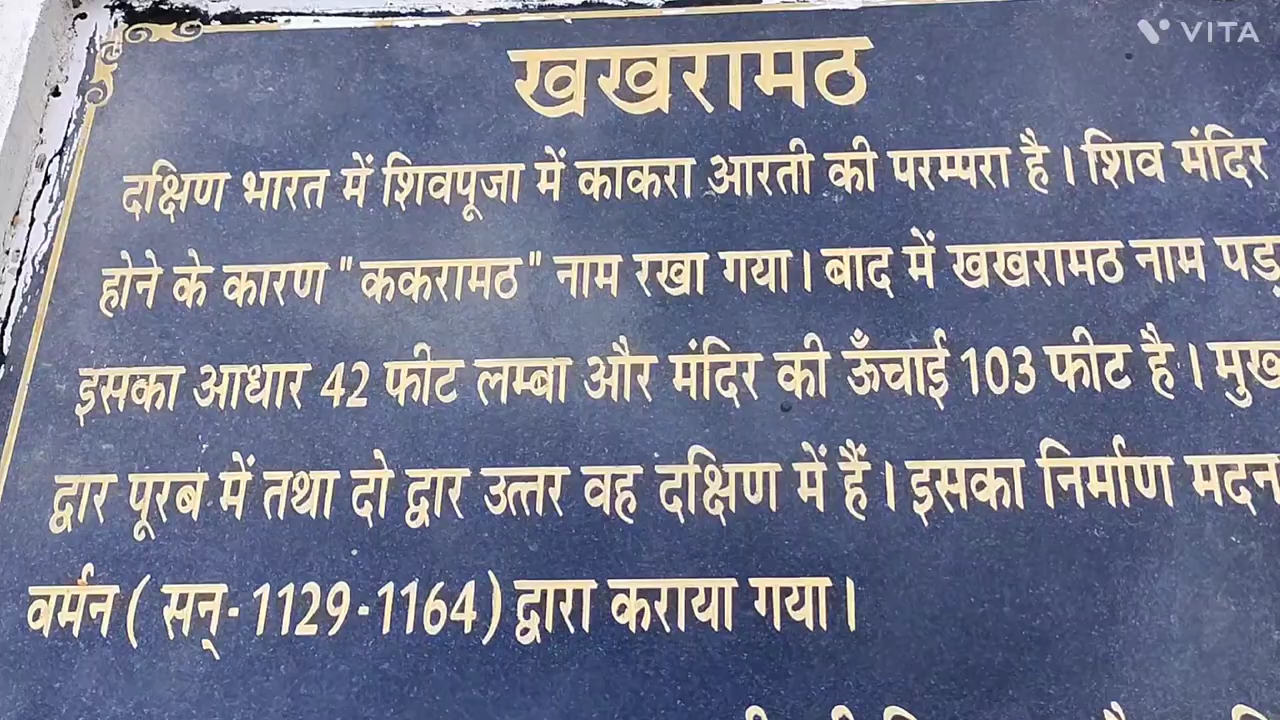 VITA
खखरामठ
दक्षिण भारत में शिवपूजा में काकरा आरती की परम्परा है। शिव मंदिर
होने के कारण "ककरामठ" नाम रखा गया। बाद में खखरामठ नाम
इसका आधार 42 फीट लम्बा और मंदिर की ऊँचाई 103 फीट है।
द्वार पूरब में तथा दो द्वार उत्तर वह दक्षिण में हैं। इसका निर्माण मदन
वर्मन ( सन्- 1129 -1164) द्वारा कराया गया।